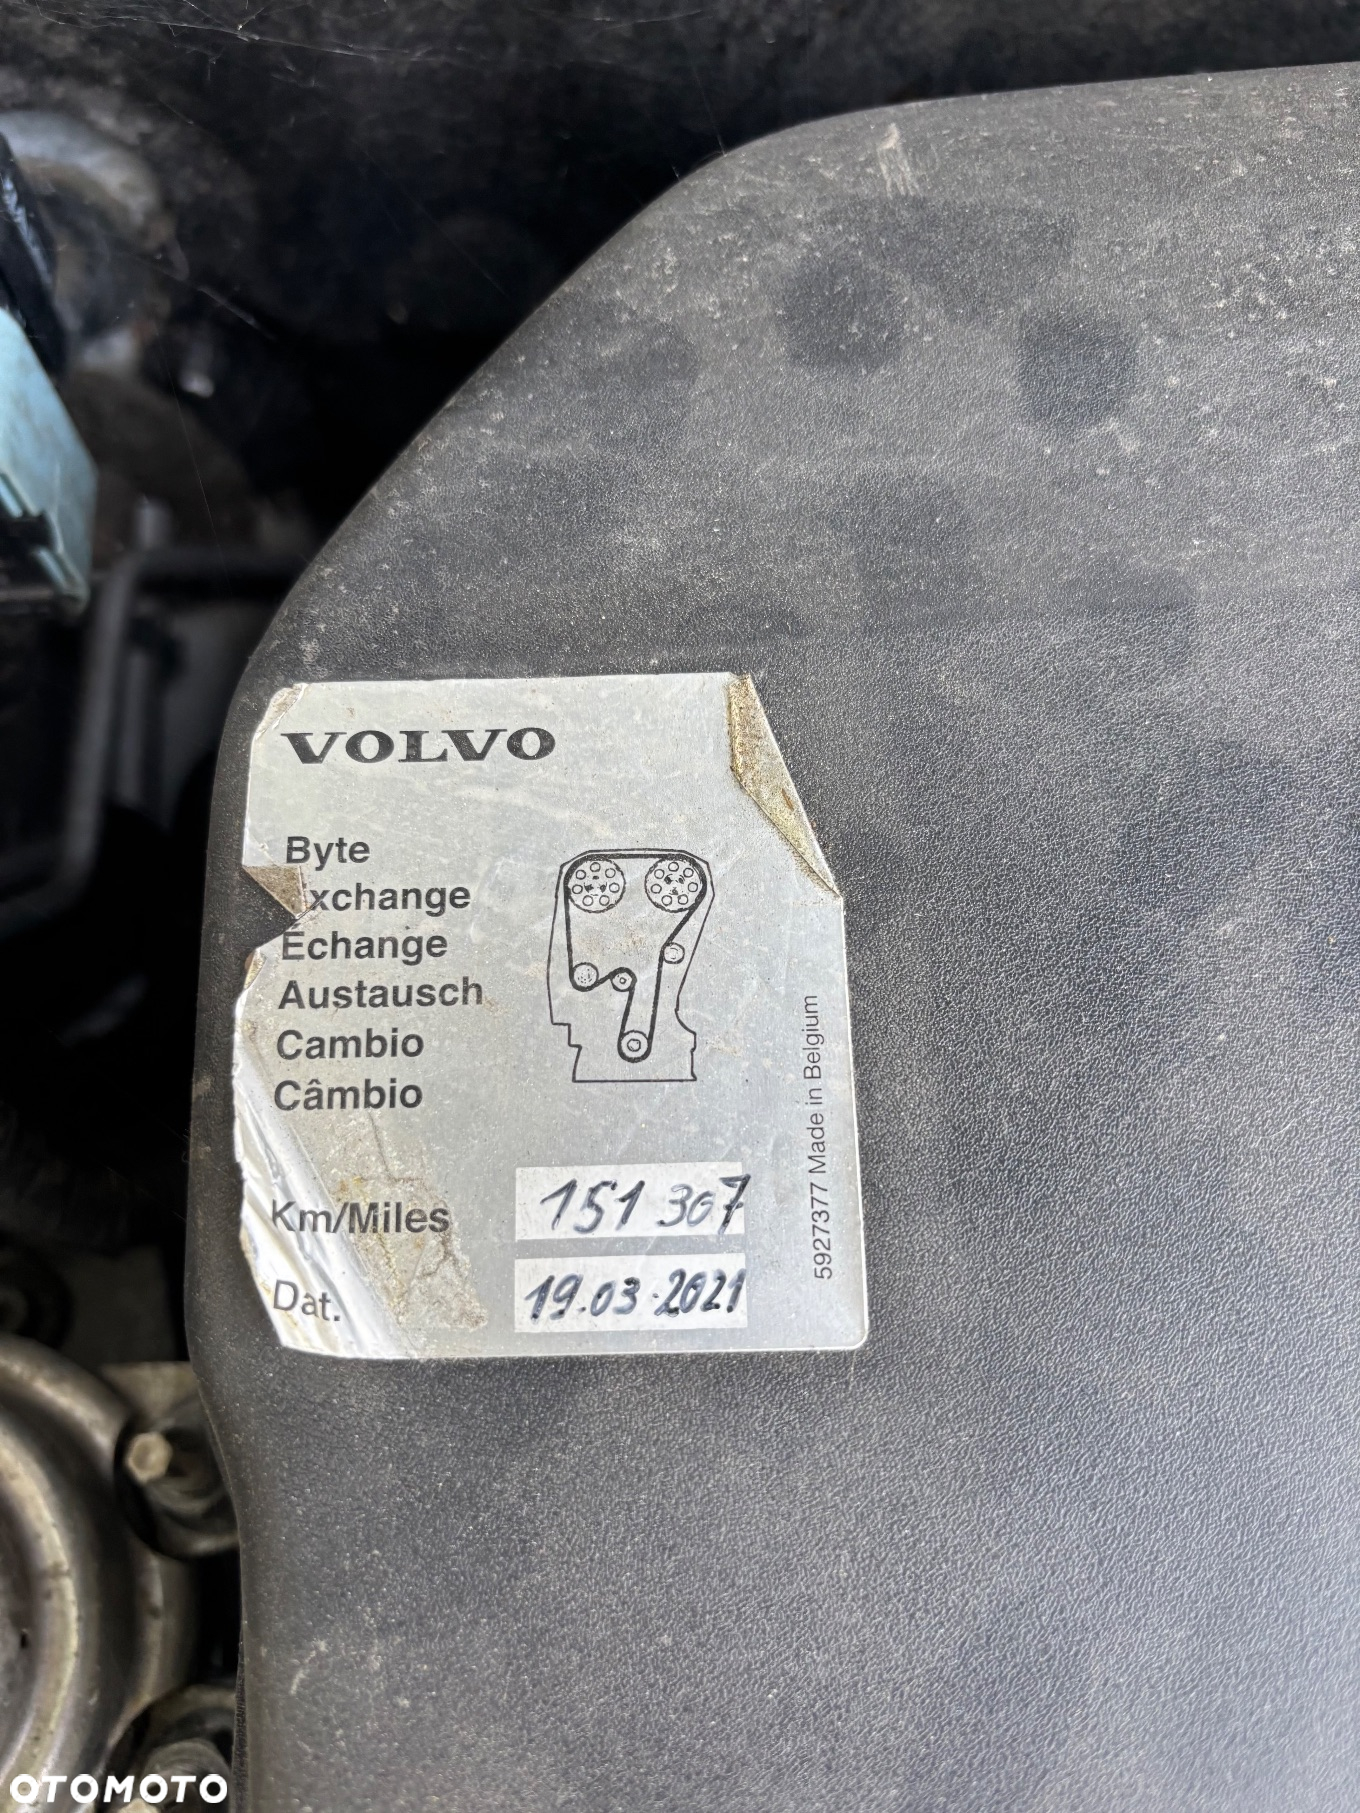 VOLVO
Byte
xchange
Échange
Austausch
Cambio
Câmbio
Km/Miles 151 307
Dat. 19.03.2021
5927377 Made in Belgium
OTOMOTO